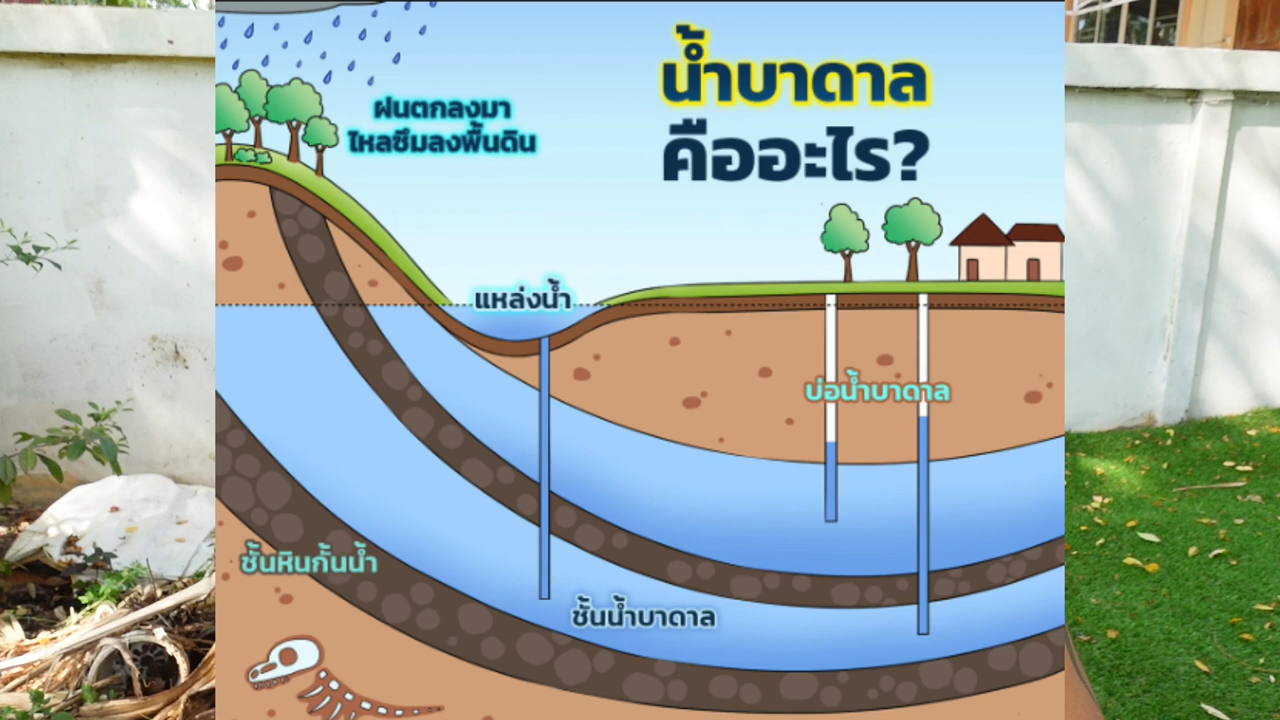 น้ำบาดาล
คืออะไร?
ฝนตกลงมา
ไหลซึมลงพื้นดิน
แหล่งน้ำ
บ่อน้ำบาดาล
ชั้นหินกั้นน้ำ
ชั้นน้ำบาดาล